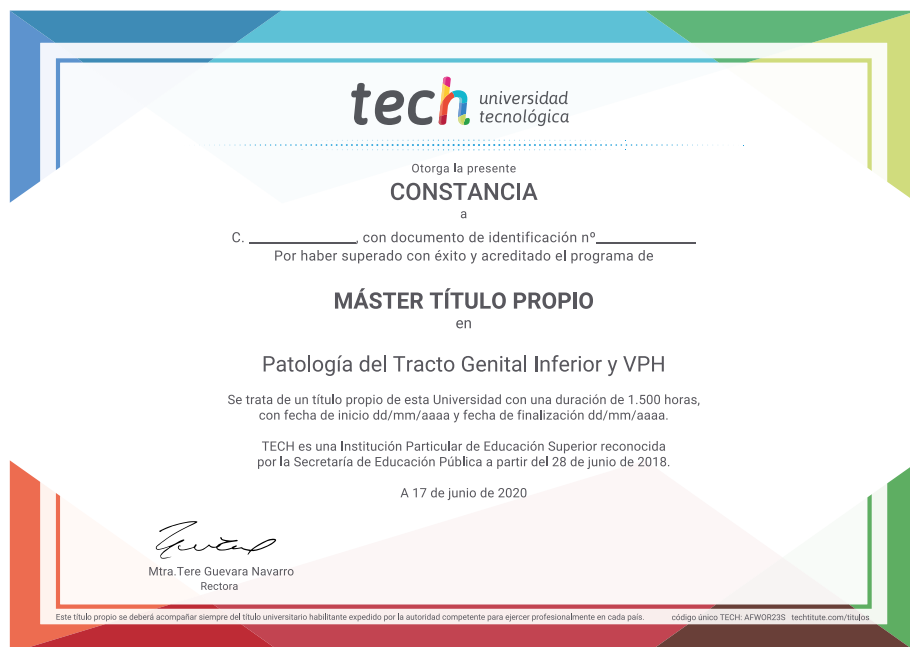 tech universidad
tecnológica
Otorga la presente
CONSTANCIA
a
C. ______________, con documento de identificación nº______________
Por haber superado con éxito y acreditado el programa de
MÁSTER TÍTULO PROPIO
en
Patología del Tracto Genital Inferior y VPH
Se trata de un título propio de esta Universidad con una duración de 1.500 horas,
con fecha de inicio dd/mm/aaaa y fecha de finalización dd/mm/aaaa.
TECH es una Institución Particular de Educación Superior reconocida
por la Secretaría de Educación Pública a partir del 28 de junio de 2018.
A 17 de junio de 2020
Mtra.Tere Guevara Navarro
Rectora
Este título propio se deberá acompañar siempre del título universitario habilitante expedido por la autoridad competente para ejercer profesionalmente en cada país. código único TECH: AFWOR23S techtitute.com/titulos